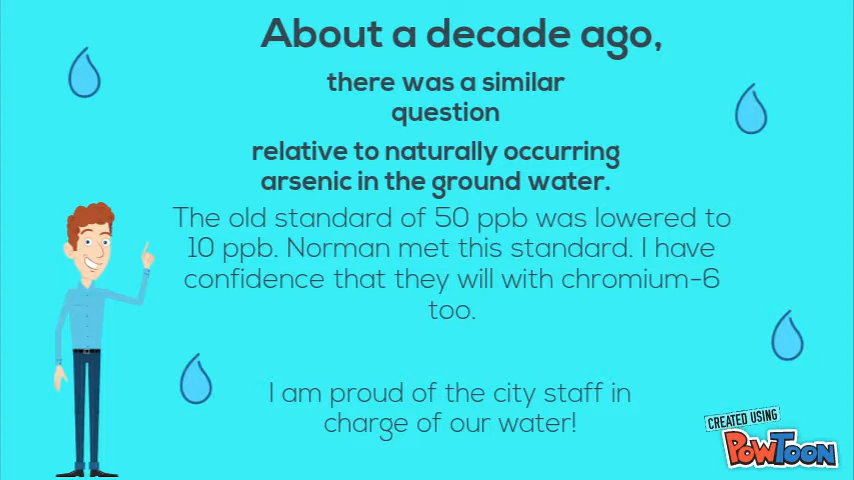 About a decade ago,
there was a similar
question
relative to naturally occurring
arsenic in the ground water.
The old standard of 50 ppb was lowered to
10 ppb. Norman met this standard. I have
confidence that they will with chromium-6
too.
I am proud of the city staff in
charge of our water!
CREATED USING
POWTOON